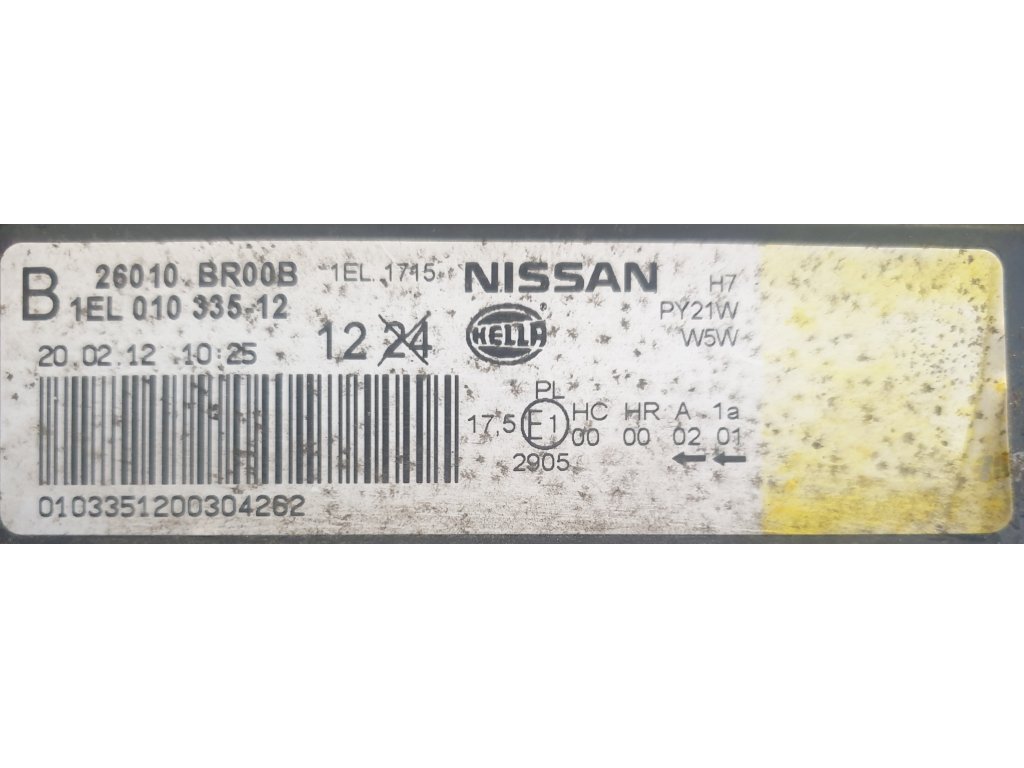 B 26010 BR00B 1EL 1715 NISSAN H7
1EL 010 335-12 PY21W
20 02.12 10:25 12 24 HELLA W5W
PL
17,5 E1 HC HR A 1a
00 00 02 01
2905
0103351200304262